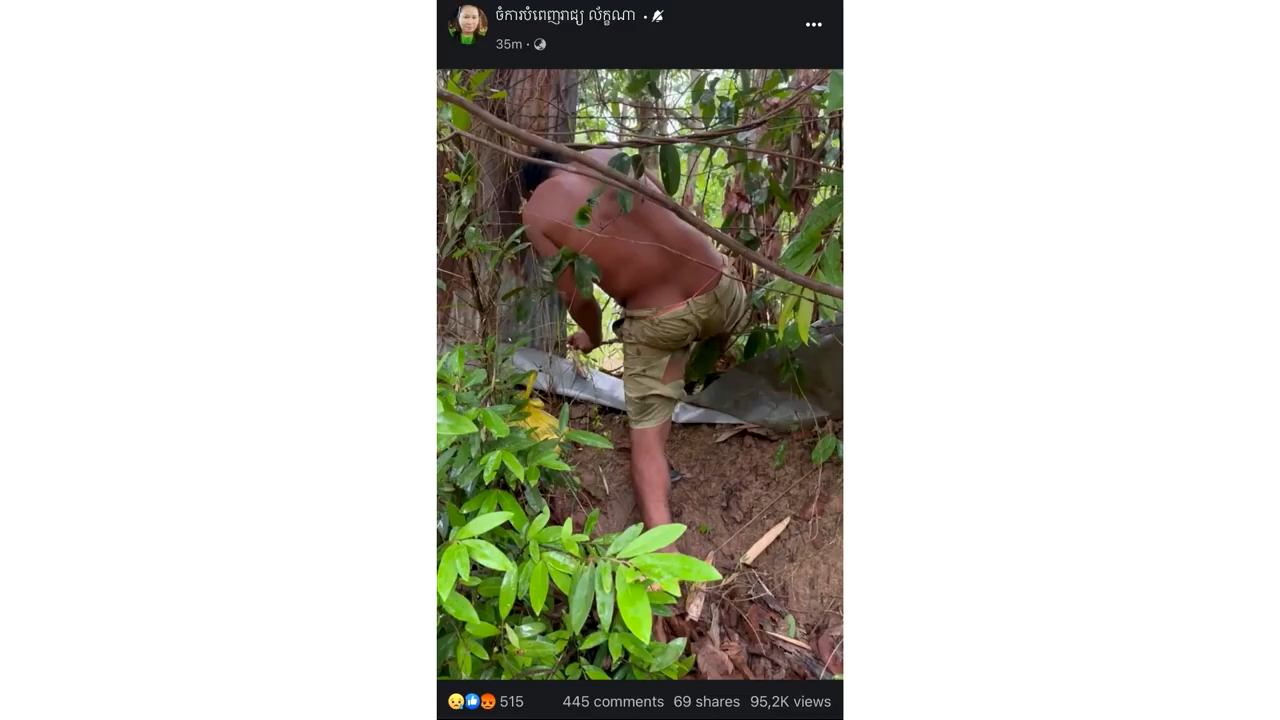 ចំការបំពេញរាជ្យ ល័ក្ខណា ·
35m ·
515 445 comments 69 shares 95,2K views